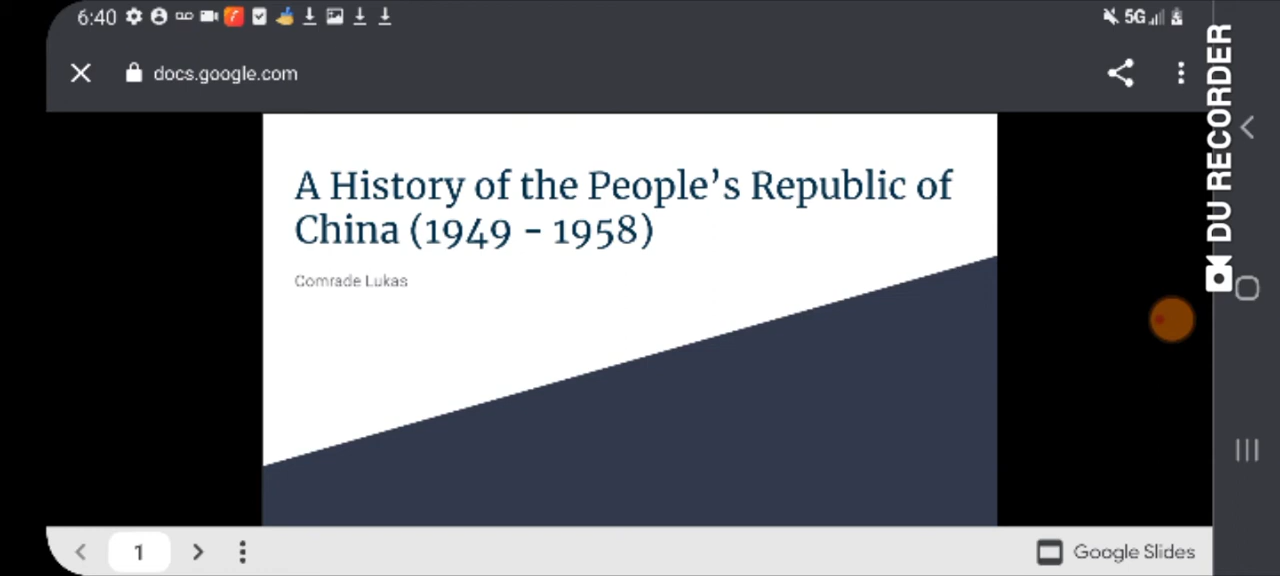 6:40
5G
docs.google.com
DU RECORDER
A History of the People’s Republic of
China (1949 - 1958)
Comrade Lukas
1
Google Slides